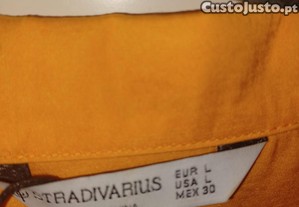 Custojusto.pt
STRADIVARIUS
EUR L
USA L
MEX 30